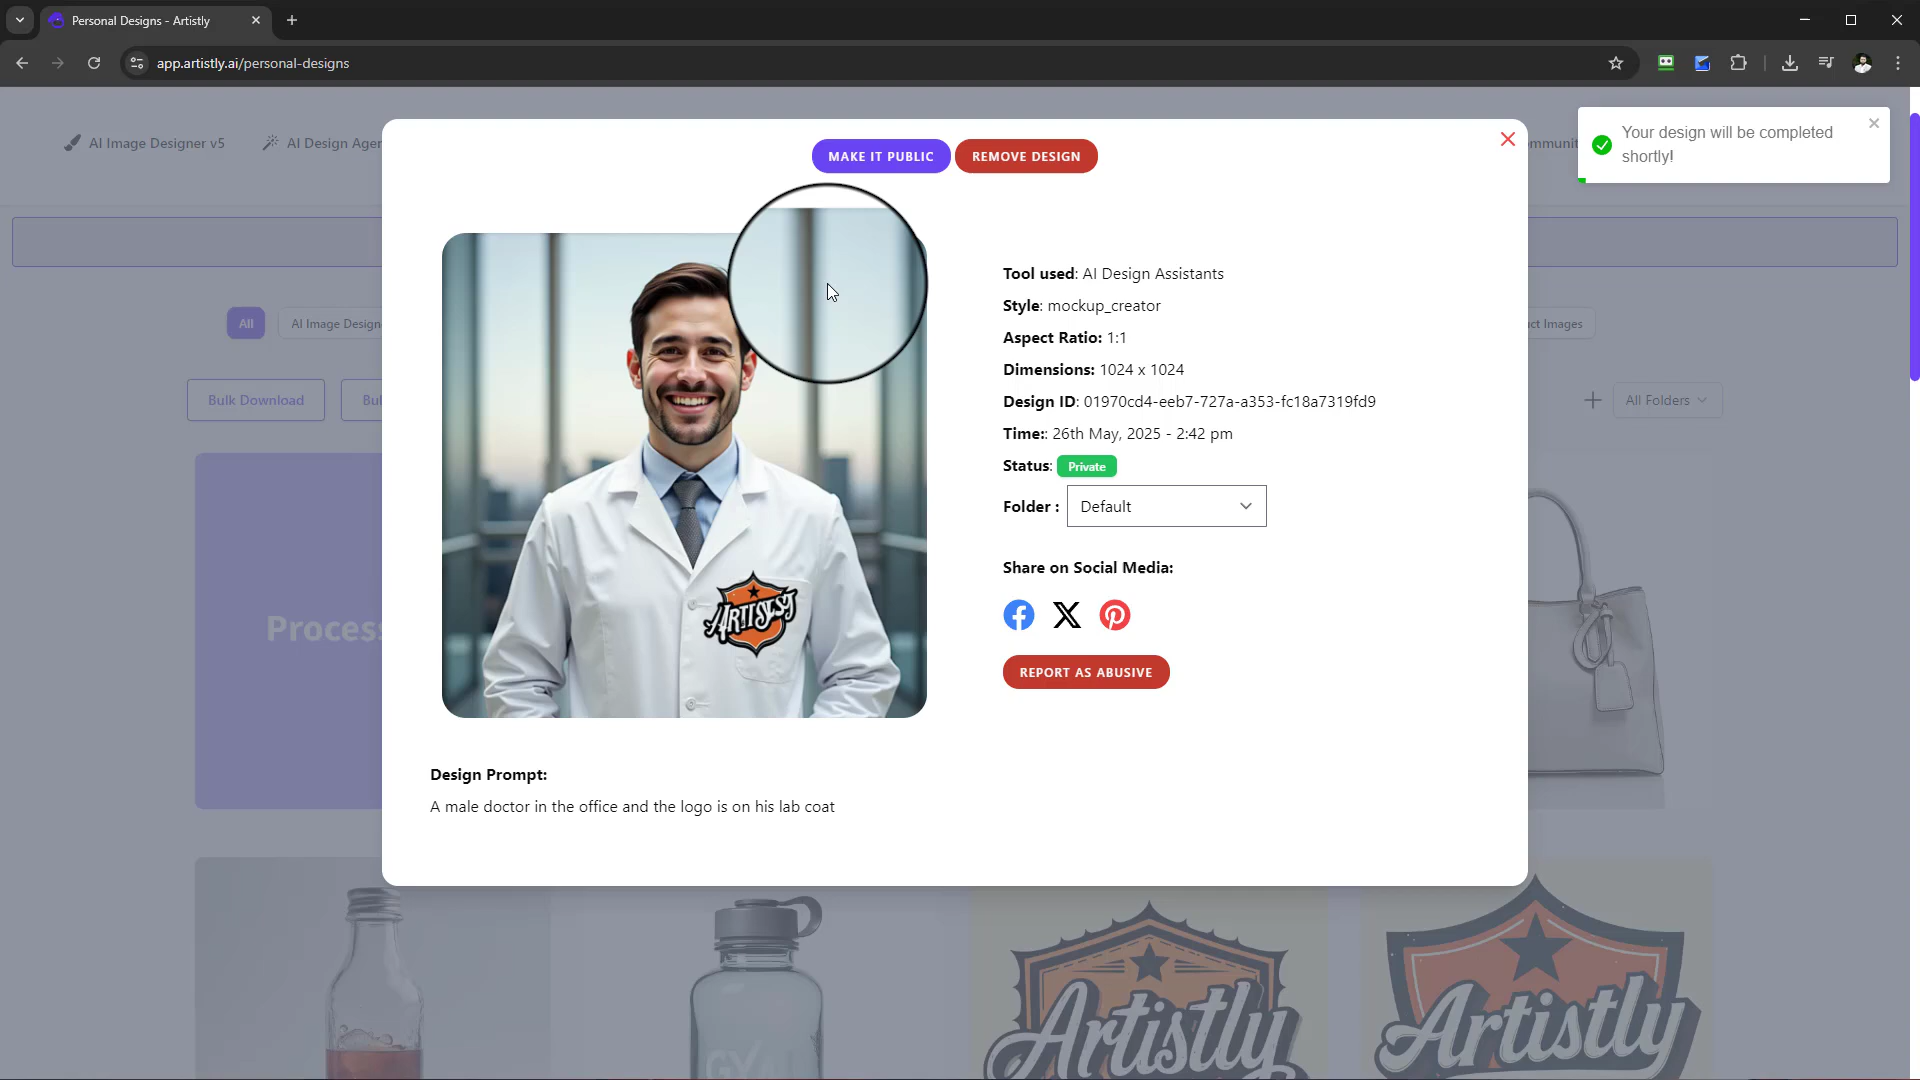 Personal Designs - Artistly
app.artistly.ai/personal-designs
AI Image Designer v5
AI Design Agen
mmunit
Your design will be completed
shortly!
MAKE IT PUBLIC
REMOVE DESIGN
All
AI Image Design
ct Images
Bulk Download
Bu
All Folders
Process
Tool used: AI Design Assistants
Style: mockup_creator
Aspect Ratio: 1:1
Dimensions: 1024 x 1024
Design ID: 01970cd4-eeb7-727a-a353-fc18a7319fd9
Time:: 26th May, 2025 - 2:42 pm
Status: Private
Folder : Default
Share on Social Media:
REPORT AS ABUSIVE
Design Prompt:
A male doctor in the office and the logo is on his lab coat
Artistly
Artistly